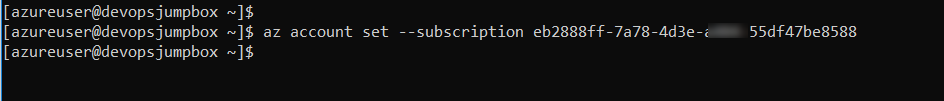 [azureuser@devopsjumpbox ~]$
[azureuser@devopsjumpbox ~]$ az account set --subscription eb2888ff-7a78-4d3e-a 55df47be8588
[azureuser@devopsjumpbox ~]$